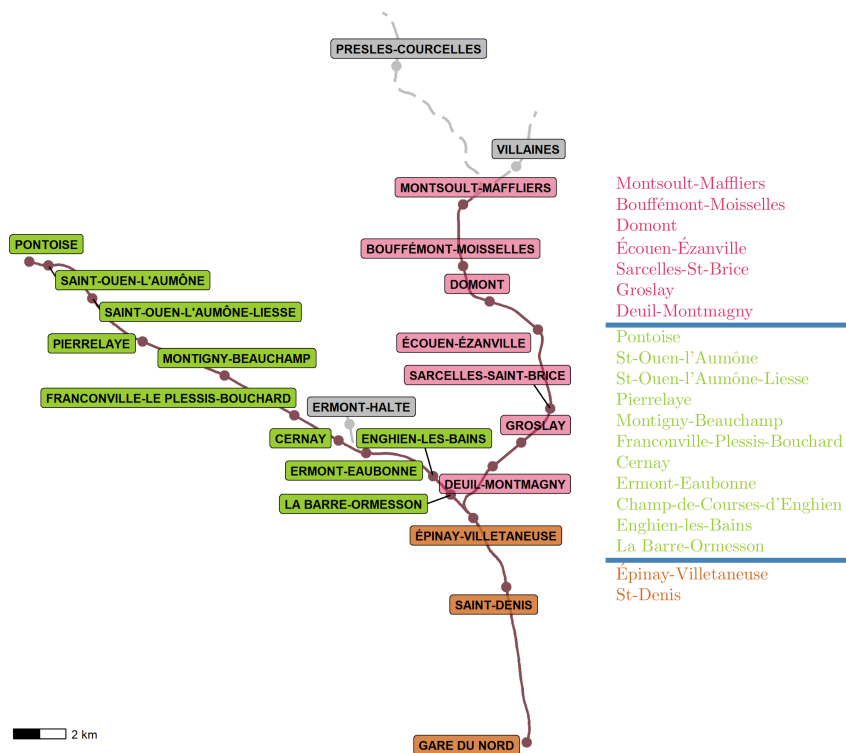 PRESLES-COURCELLES
VILLAINES
MONTSOULT-MAFFLIERS
BOUFFÉMONT-MOISSELLES
DOMONT
ÉCOUEN-ÉZANVILLE
SARCELLES-SAINT-BRICE
GROSLAY
DEUIL-MONTMAGNY
PONTOISE
SAINT-OUEN-L'AUMÔNE
SAINT-OUEN-L'AUMÔNE-LIESSE
PIERRELAYE
MONTIGNY-BEAUCHAMP
FRANCONVILLE-LE PLESSIS-BOUCHARD
ERMONT-HALTE
CERNAY
ENGHIEN-LES-BAINS
ERMONT-EAUBONNE
LA BARRE-ORMESSON
ÉPINAY-VILLETANEUSE
SAINT-DENIS
GARE DU NORD
2 km
Montsoult-Maffliers
Bouffémont-Moisselles
Domont
Écouen-Ézanville
Sarcelles-St-Brice
Groslay
Deuil-Montmagny
Pontoise
St-Ouen-l'Aumône
St-Ouen-l'Aumône-Liesse
Pierrelaye
Montigny-Beauchamp
Franconville-Plessis-Bouchard
Cernay
Ermont-Eaubonne
Champ-de-Courses-d'Enghien
Enghien-les-Bains
La Barre-Ormesson
Épinay-Villetaneuse
St-Denis